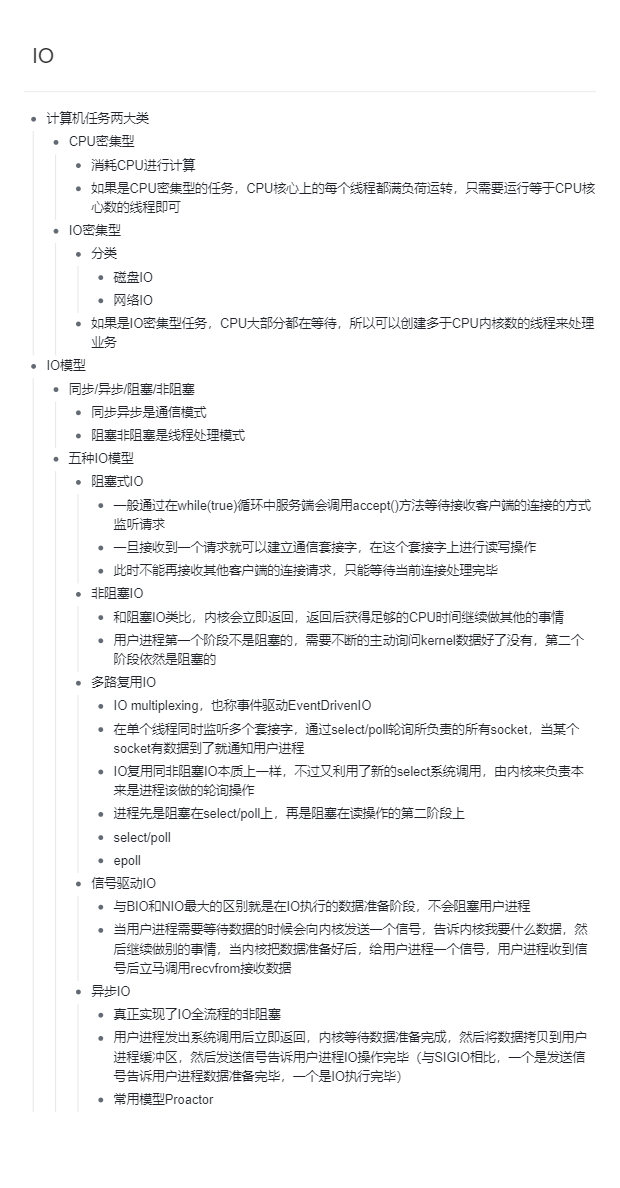 IO
计算机任务两大类
CPU密集型
消耗CPU进行计算
如果是CPU密集型的任务，CPU核心上的每个线程都满负荷运转，只需要运行等于CPU核
心数的线程即可
IO密集型
分类
磁盘IO
网络IO
如果是IO密集型任务，CPU大部分都在等待，所以可以创建多于CPU内核数的线程来处理
业务
IO模型
同步/异步/阻塞/非阻塞
同步异步是通信模式
阻塞非阻塞是线程处理模式
五种IO模型
阻塞式IO
一般通过在while(true)循环中服务端会调用accept()方法等待接收客户端的连接的方式
监听请求
一旦接收到一个请求就可以建立通信套接字，在这个套接字上进行读写操作
此时不能再接收其他客户端的连接请求，只能等待当前连接处理完毕
非阻塞IO
和阻塞IO类比，内核会立即返回，返回后获得足够的CPU时间继续做其他的事情
用户进程第一个阶段不是阻塞的，需要不断的主动询问kernel数据好了没有，第二个
阶段依然是阻塞的
多路复用IO
IO multiplexing，也称事件驱动EventDrivenIO
在单个线程同时监听多个套接字，通过select/poll轮询所负责的所有socket，当某个
socket有数据到了就通知用户进程
IO复用同非阻塞IO本质上一样，不过又利用了新的select系统调用，由内核来负责本
来是进程该做的轮询操作
进程先是阻塞在select/poll上，再是阻塞在读操作的第二阶段上
select/poll
epoll
信号驱动IO
与BIO和NIO最大的区别就是在IO执行的数据准备阶段，不会阻塞用户进程
当用户进程需要等待数据的时候会向内核发送一个信号，告诉内核我要什么数据，然
后继续做别的事情，当内核把数据准备好后，给用户进程一个信号，用户进程收到信
号后立马调用recvfrom接收数据
异步IO
真正实现了IO全流程的非阻塞
用户进程发出系统调用后立即返回，内核等待数据准备完成，然后将数据拷贝到用户
进程缓冲区，然后发送信号告诉用户进程IO操作完毕（与SIGIO相比，一个是发送信
号告诉用户进程数据准备完毕，一个是IO执行完毕）
常用模型Proactor